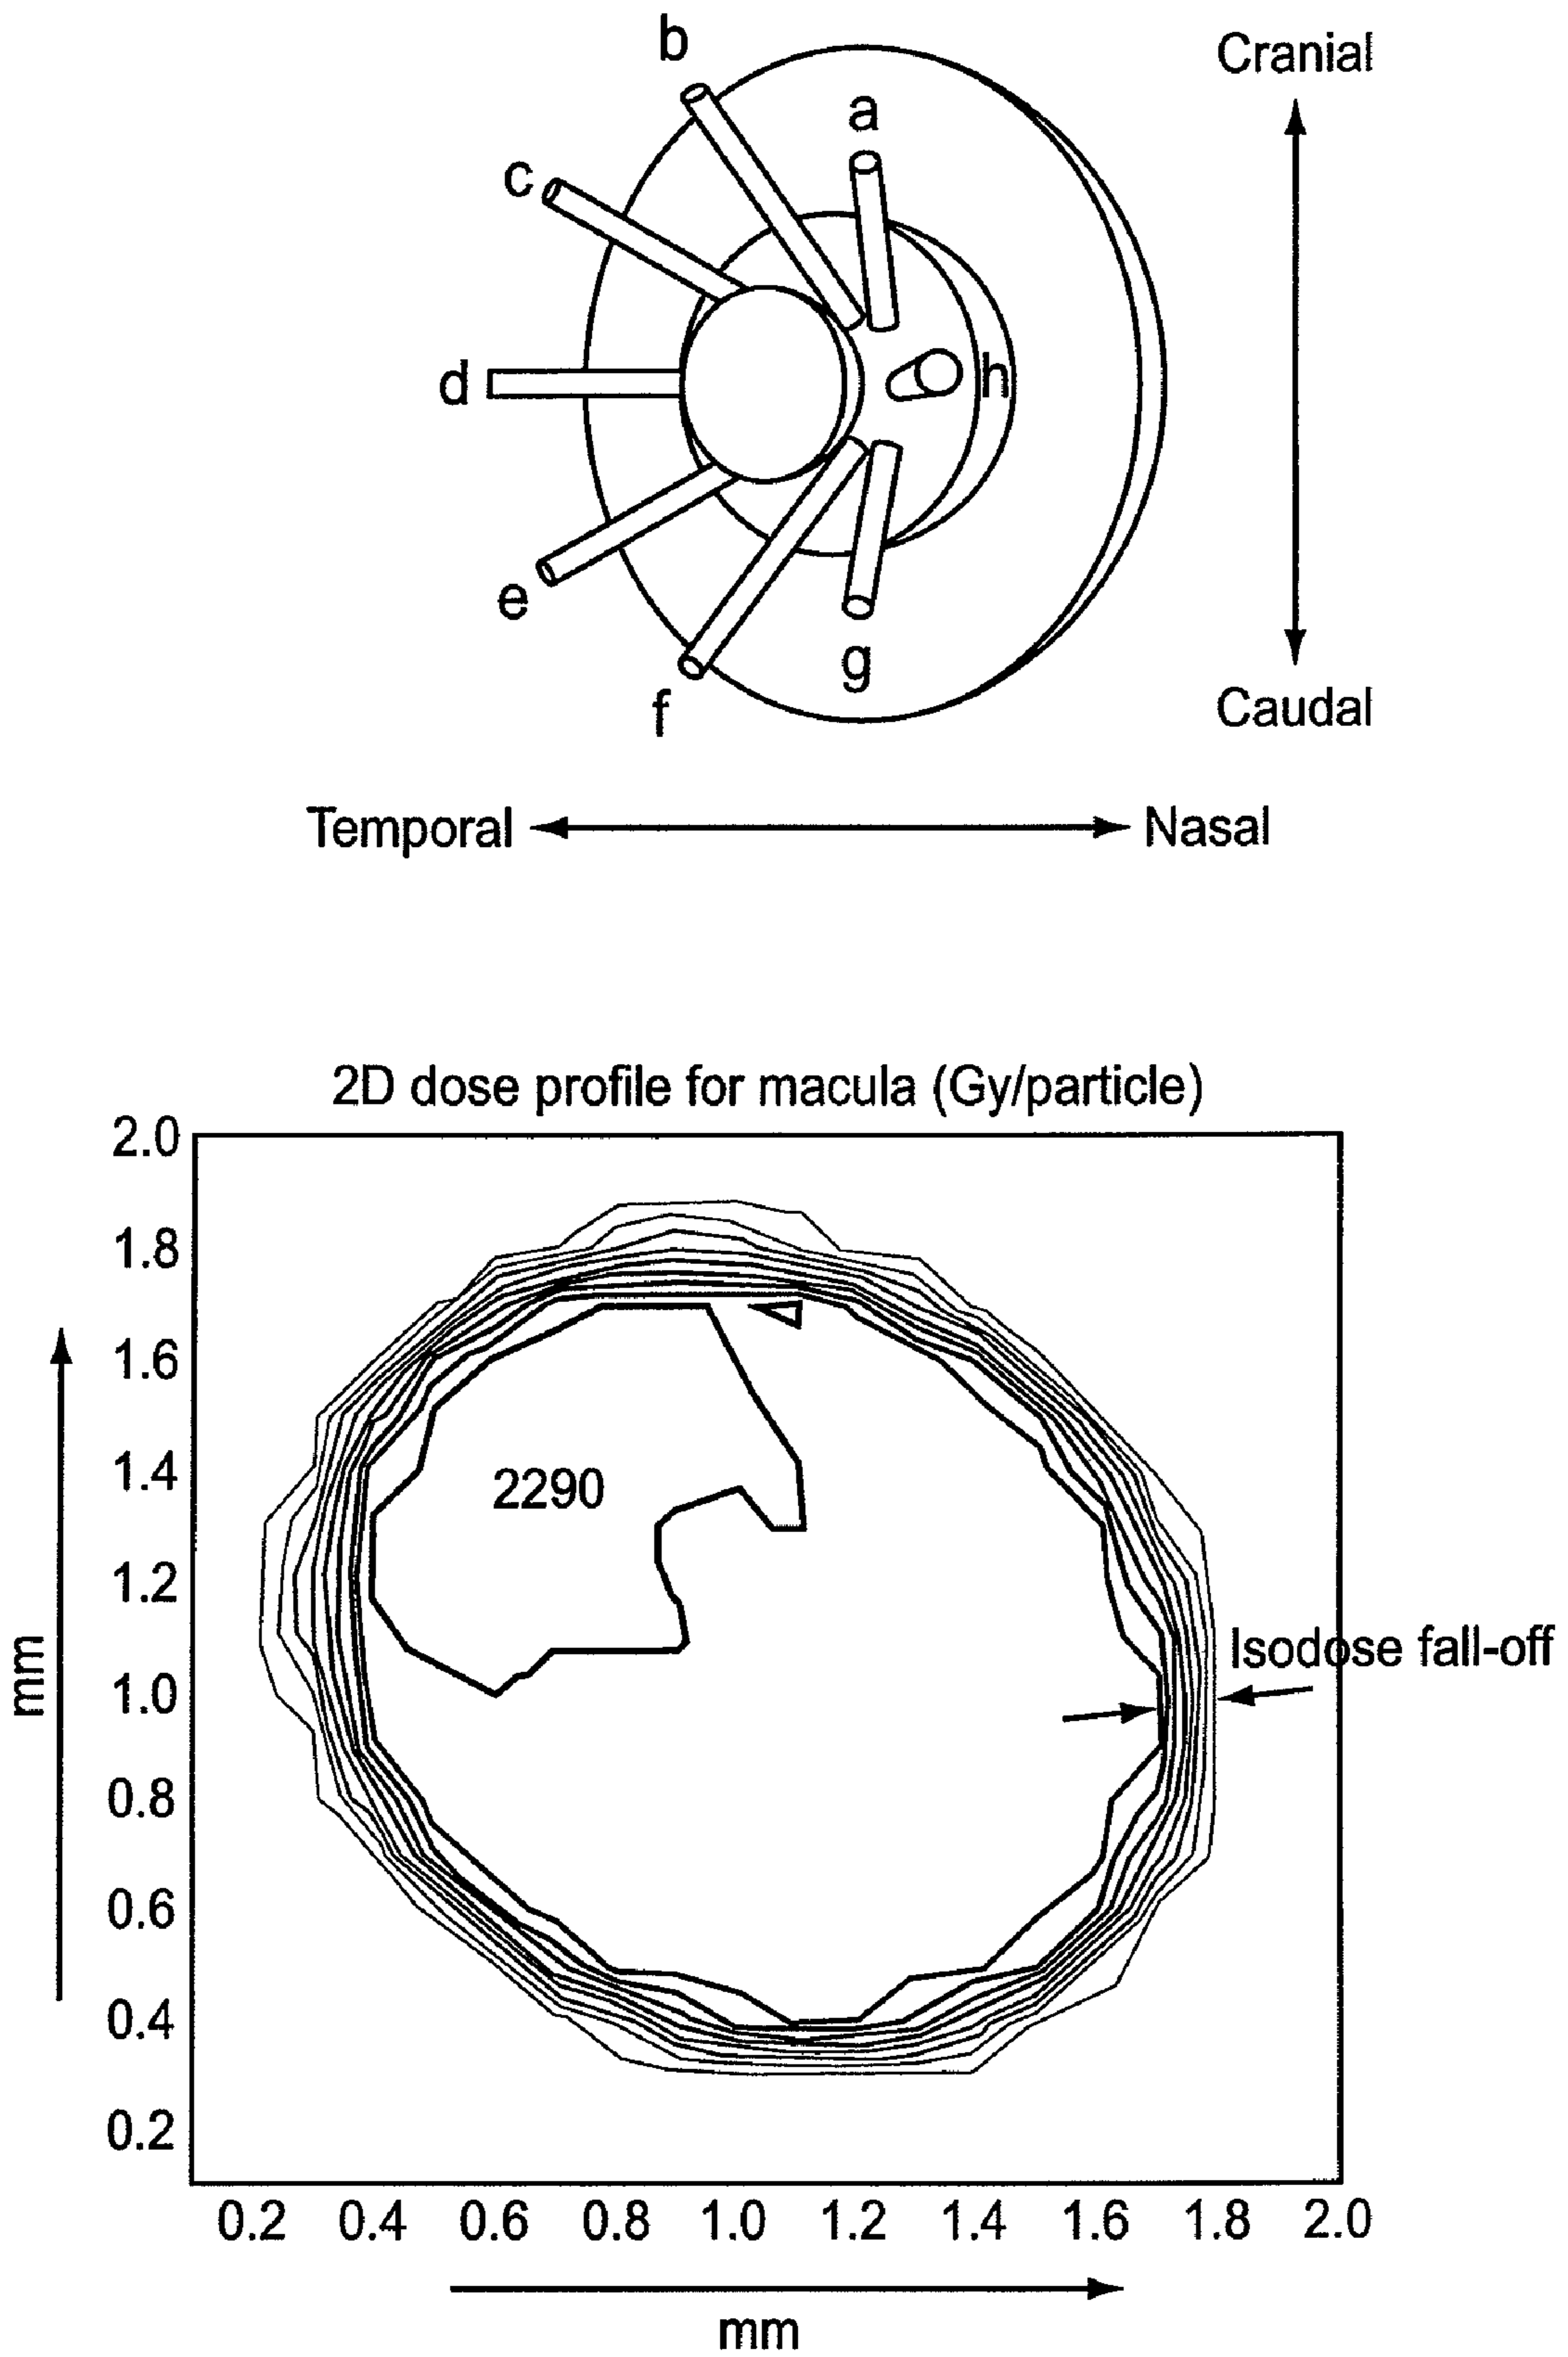 b
Cranial
a
c
d
h
e
g
f
Caudal
Temporal
Nasal
2D dose profile for macula (Gy/particle)
2.0
1.8
1.6
1.4
2290
1.2
Isodose fall-off
1.0
mm
0.8
0.6
0.4
0.2
0.2 0.4 0.6 0.8 1.0 1.2 1.4 1.6 1.8 2.0
mm